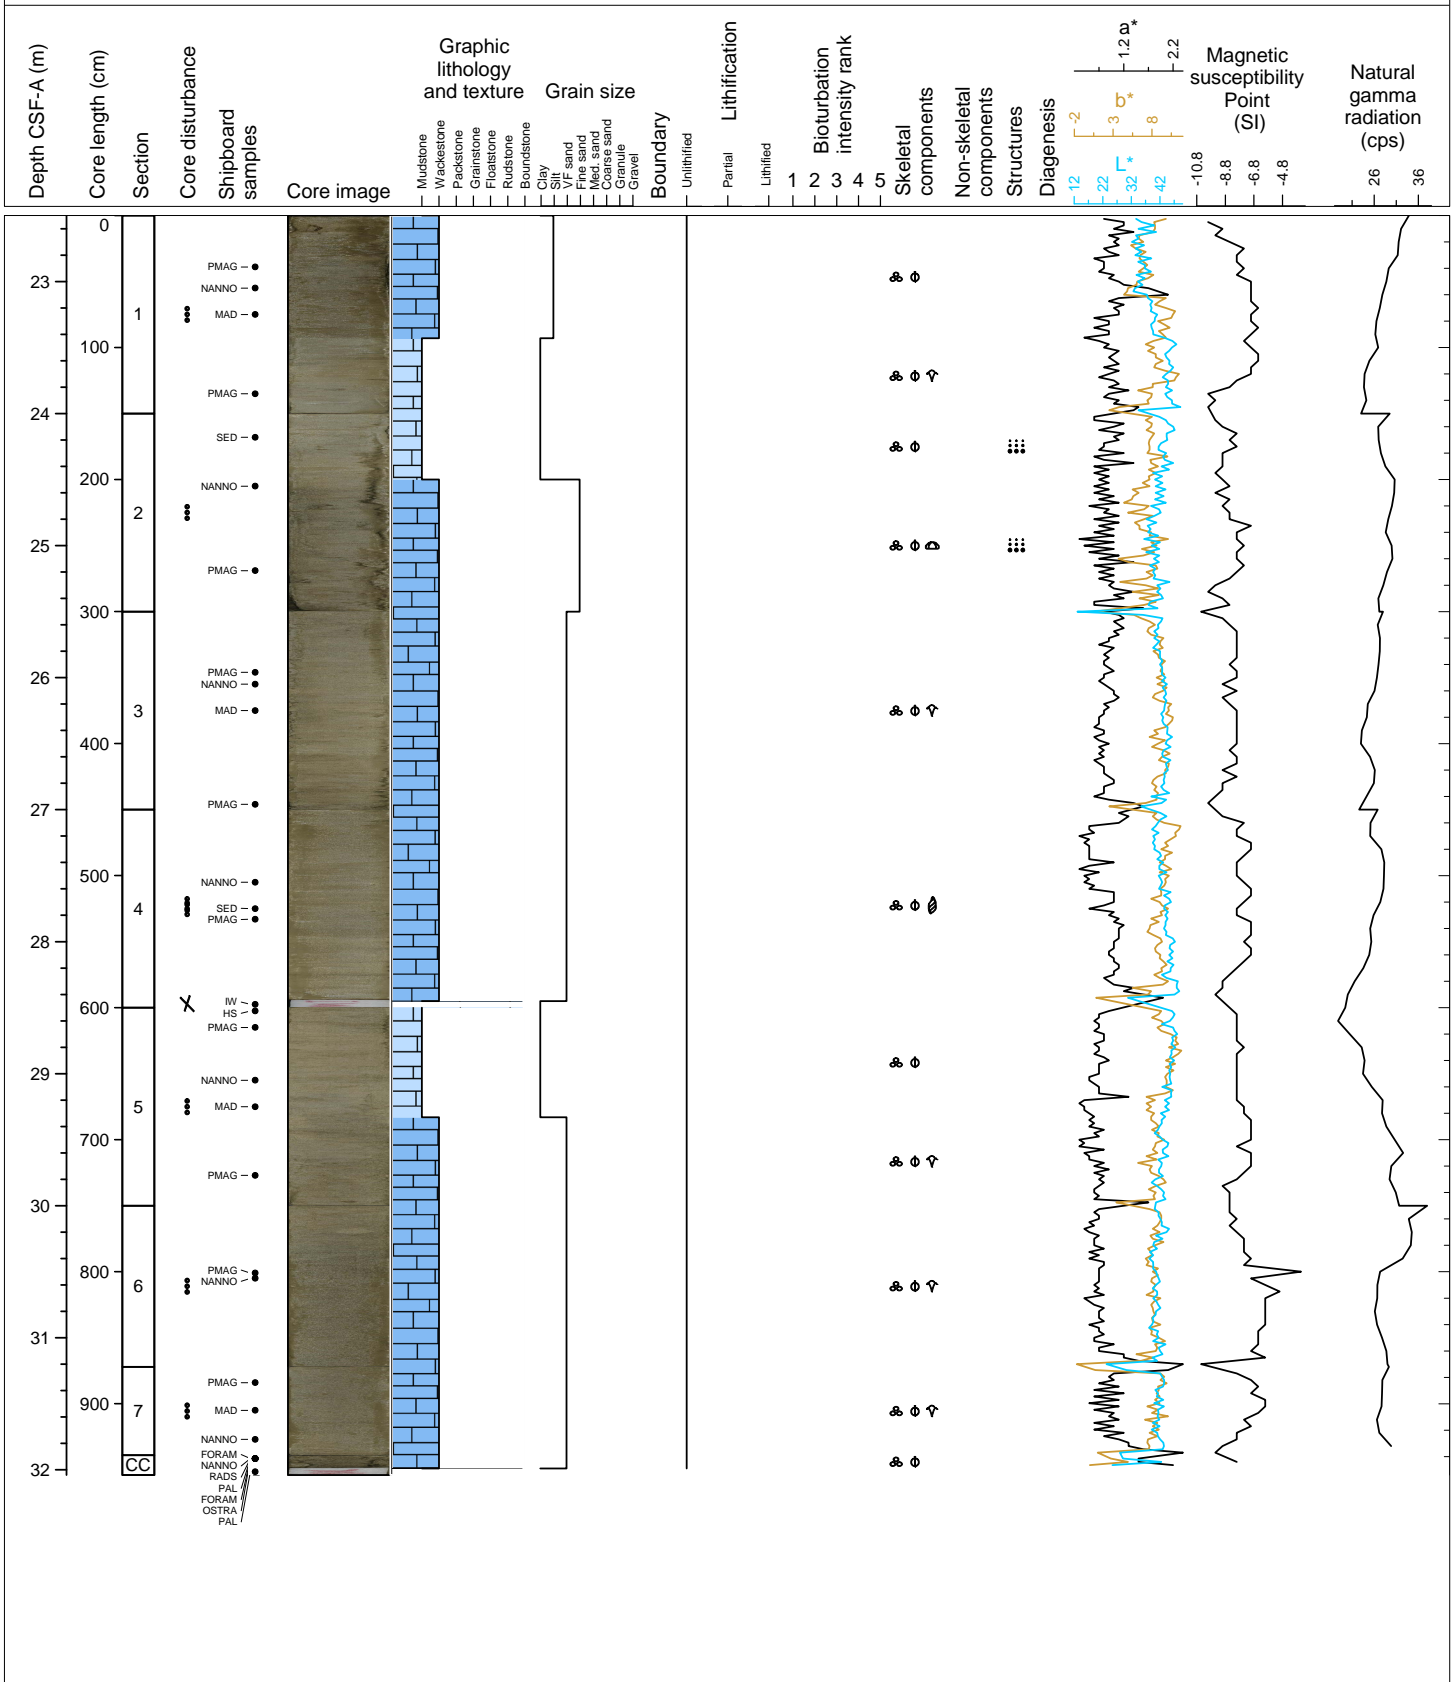 Depth CSF-A (m)
Core length (cm)
Section
Core disturbance
Shipboard
samples
Core image
Graphic
lithology
and texture
Mudstone
Wackestone
Packstone
Grainstone
Floatstone
Rudstone
Boundstone
Grain size
Clay
Silt
VF sand
Fine sand
Med. sand
Coarse sand
Granule
Gravel
Boundary
Lithification
Unlithified
Partial
Lithified
Bioturbation
intensity rank
1 2 3 4 5
Skeletal
components
Non-skeletal
components
Structures
Diagenesis
a*
1.2
2.2
b*
-2
3
8
L*
12
22
32
42
Magnetic
susceptibility
Point
(SI)
-10.8
-8.8
-6.8
-4.8
Natural
gamma
radiation
(cps)
26
36
0
PMAG
23
NANNO
1
MAD
100
PMAG
24
SED
200
NANNO
2
25
PMAG
300
PMAG
26
NANNO
3
MAD
400
PMAG
27
500
NANNO
4
SED
PMAG
28
600
IW
HS
PMAG
29
NANNO
5
MAD
700
PMAG
30
800
PMAG
NANNO
6
31
PMAG
900
7
MAD
NANNO
FORAM
CC
NANNO
32
RADS
PAL
FORAM
OSTRA
PAL